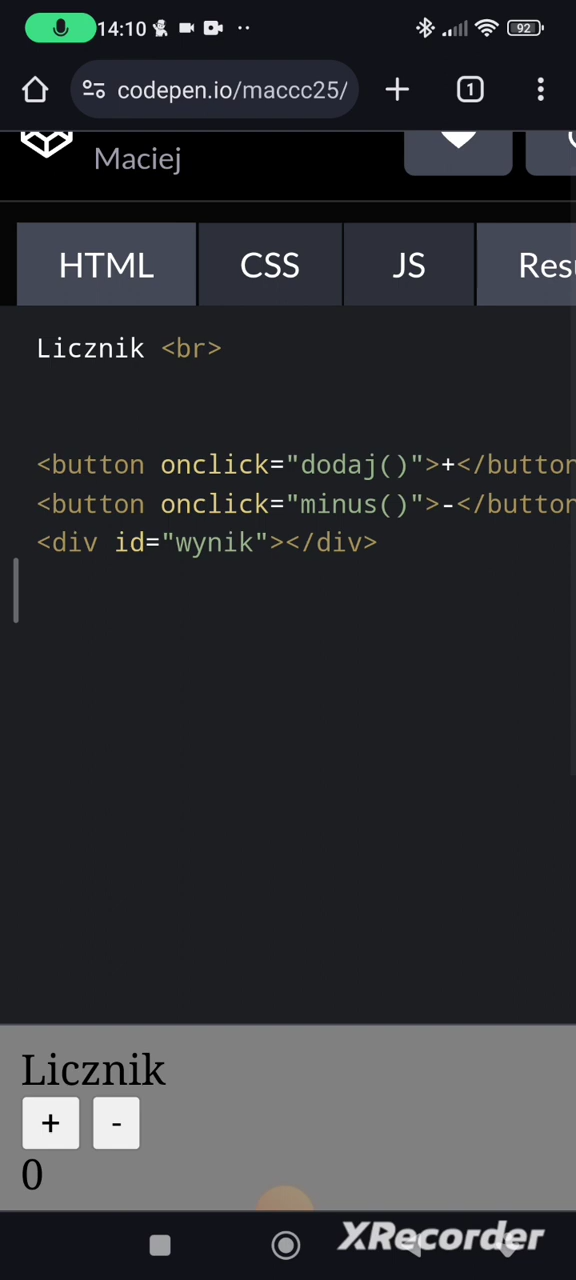 14:10
92
codepen.io/maccc25/
1
Maciej
HTML CSS JS Resu
Licznik <br>
<button onclick="dodaj()">+</button
<button onclick="minus()">-</button
<div id="wynik"></div>
Licznik
+ -
0
XRecorder